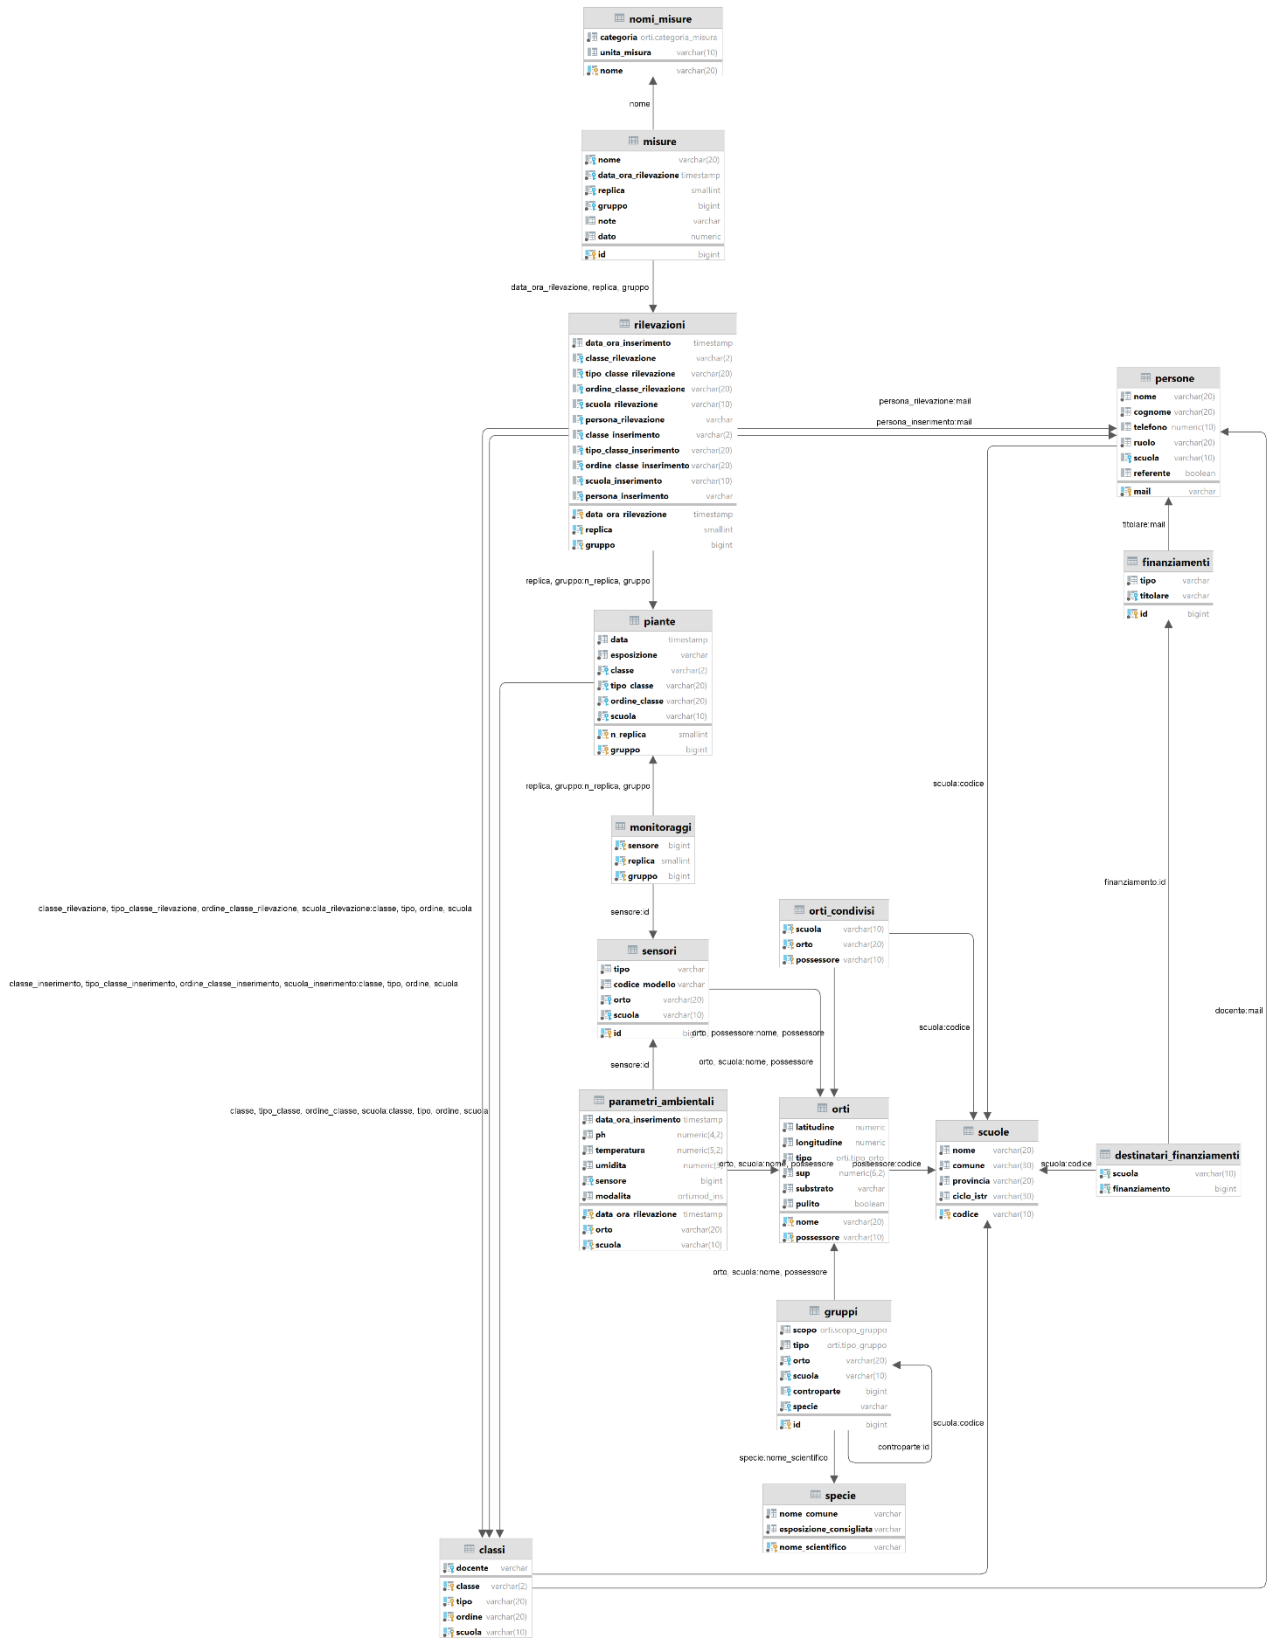 nomi_misure
categoria orti.categoria_misura
unita_misura varchar(10)
nome varchar(20)
nome
misure
nome varchar(20)
data_ora_rilevazione timestamp
replica smallint
gruppo bigint
note varchar
dato numeric
id bigint
data_ora_rilevazione, replica, gruppo
rilevazioni
data_ora_inserimento timestamp
classe_rilevazione varchar(2)
tipo_classe_rilevazione varchar(20)
ordine_classe_rilevazione varchar(20)
scuola_rilevazione varchar(10)
persona_rilevazione varchar
classe_inserimento varchar(2)
tipo_classe_inserimento varchar(20)
ordine_classe_inserimento varchar(20)
scuola_inserimento varchar(10)
persona_inserimento varchar
data_ora_rilevazione timestamp
replica smallint
gruppo bigint
persona_rilevazione:mail
persona_inserimento:mail
persone
nome varchar(20)
cognome varchar(20)
telefono numeric(10)
ruolo varchar(20)
scuola varchar(10)
referente boolean
mail varchar
titolare:mail
finanziamenti
tipo varchar
titolare varchar
id bigint
replica, gruppo:n_replica, gruppo
piante
data timestamp
esposizione varchar
classe varchar(2)
tipo_classe varchar(20)
ordine_classe varchar(20)
scuola varchar(10)
n_replica smallint
gruppo bigint
replica, gruppo:n_replica, gruppo
scuola:codice
monitoraggi
sensore bigint
replica smallint
gruppo bigint
finanziamento:id
classe_rilevazione, tipo_classe_rilevazione, ordine_classe_rilevazione, scuola_rilevazione:classe, tipo, ordine, scuola
sensore:id
orti_condivisi
scuola varchar(10)
orto varchar(20)
possessore varchar(10)
sensori
tipo varchar
codice_modello varchar
orto varchar(20)
scuola varchar(10)
id
classe_inserimento, tipo_classe_inserimento, ordine_classe_inserimento, scuola_inserimento:classe, tipo, ordine, scuola
docente:mail
scuola:codice
orto, possessore:nome, possessore
orto, scuola:nome, possessore
sensore:id
parametri_ambientali
data_ora_inserimento timestamp
ph numeric(4,2)
temperatura numeric(5,2)
umidita
sensore bigint
modalita orti.mod_ins
data_ora_rilevazione timestamp
orto varchar(20)
scuola varchar(10)
classe, tipo_classe, ordine_classe, scuola:classe, tipo, ordine, scuola
orti
latitudine numeric
longitudine numeric
tipo orti.tipo_orto
sup numeric(6,2)
substrato varchar
pulito boolean
nome varchar(20)
possessore varchar(10)
orto, scuola:nome, possessore
possessore:codice
scuole
nome varchar(20)
comune varchar(30)
provincia varchar(20)
ciclo_istr varchar(30)
codice varchar(10)
scuola:codice
destinatari_finanziamenti
scuola varchar(10)
finanziamento bigint
orto, scuola:nome, possessore
gruppi
scopo orti.scopo_gruppo
tipo orti.tipo_gruppo
orto varchar(20)
scuola varchar(10)
controparte bigint
specie varchar
id bigint
scuola:codice
controparte:id
specie:nome_scientifico
specie
nome_comune varchar
esposizione_consigliata varchar
nome_scientifico varchar
classi
docente varchar
classe varchar(2)
tipo varchar(20)
ordine varchar(20)
scuola varchar(10)